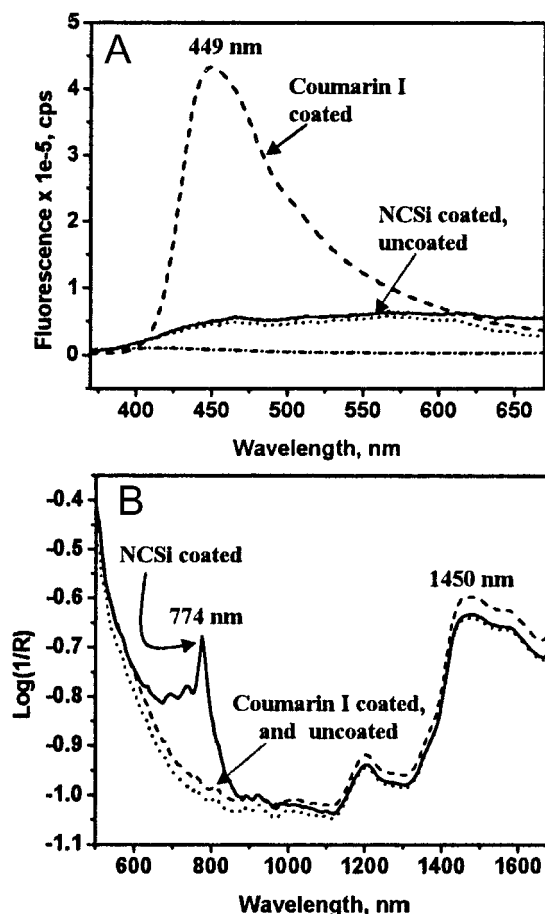 A
449 nm
Coumarin I
coated
NCSi coated,
uncoated
Fluorescence x 1e-5, cps
5
4
3
2
1
0
400
450
500
550
600
650
Wavelength, nm
B
NCSi coated
774 nm
1450 nm
Coumarin I coated,
and uncoated
Log(1/R)
-0.4
-0.5
-0.6
-0.7
-0.8
-0.9
-1.0
-1.1
600
800
1000
1200
1400
1600
Wavelength, nm